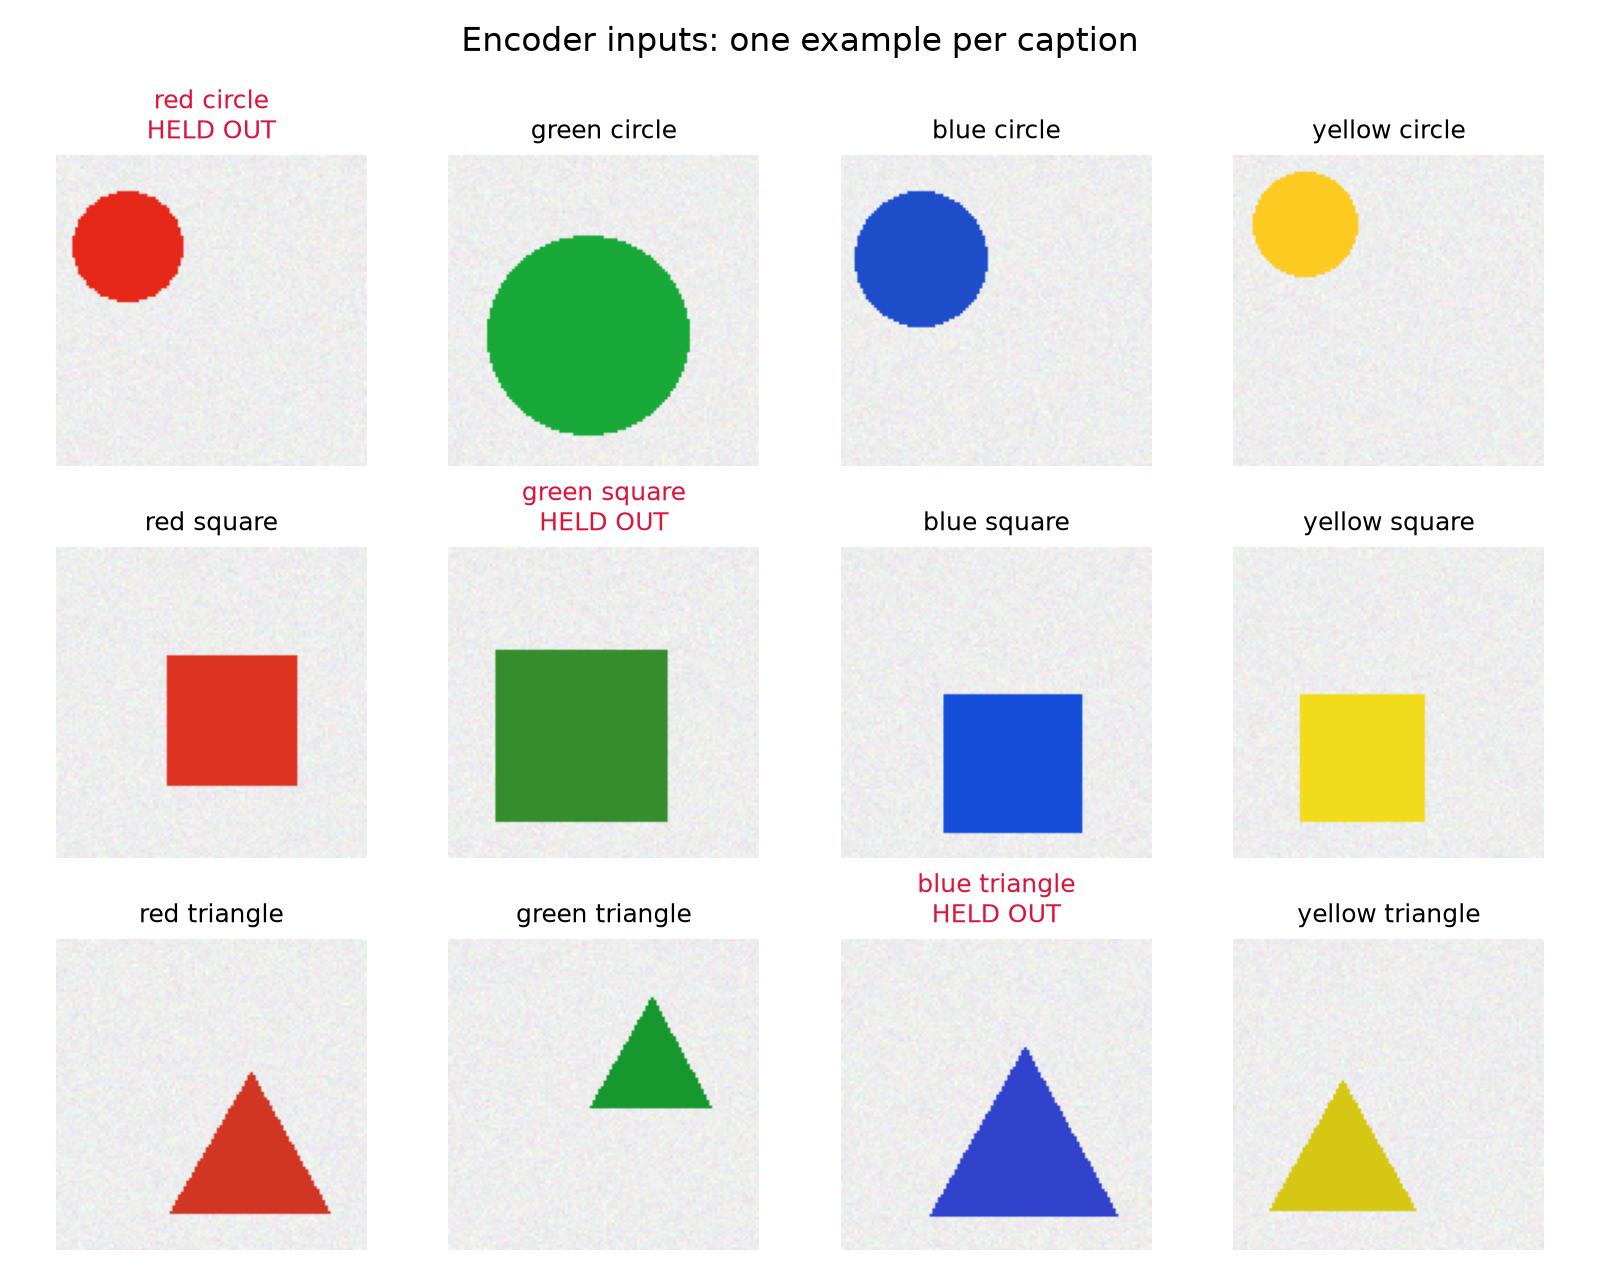 Encoder inputs: one example per caption
red circle
HELD OUT
green circle
blue circle
yellow circle
red square
green square
HELD OUT
blue square
yellow square
red triangle
green triangle
blue triangle
HELD OUT
yellow triangle